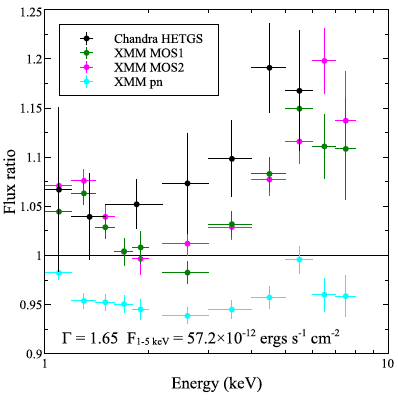 1.25
Chandra HETGS
XMM MOS1
XMM MOS2
XMM pn
1.2
1.15
1.1
1.05
1
0.95
0.9
Flux ratio
Γ = 1.65 F1-5 keV = 57.2×10-12 ergs s-1 cm-2
1
10
Energy (keV)